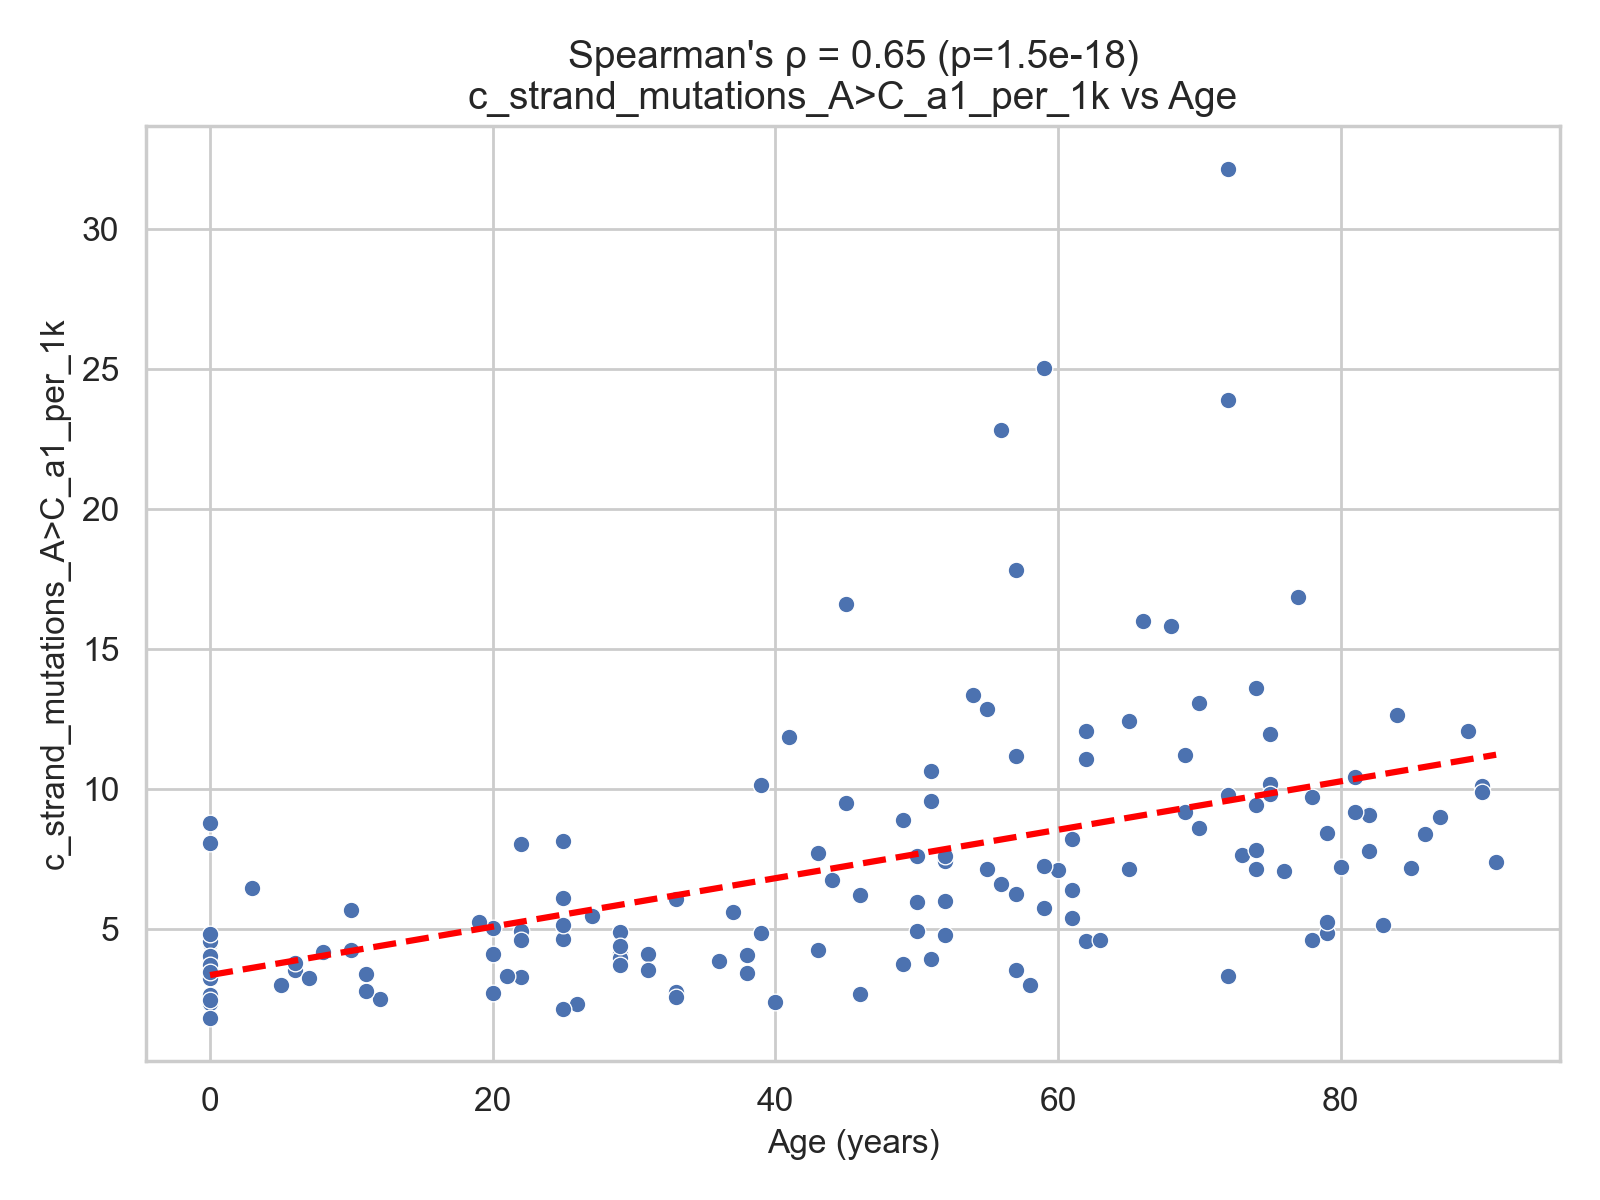 Spearman's ρ = 0.65 (p=1.5e-18)
c_strand_mutations_A>C_a1_per_1k vs Age
c_strand_mutations_A>C_a1_per_1k
30
25
20
15
10
5
0
20
40
60
80
Age (years)